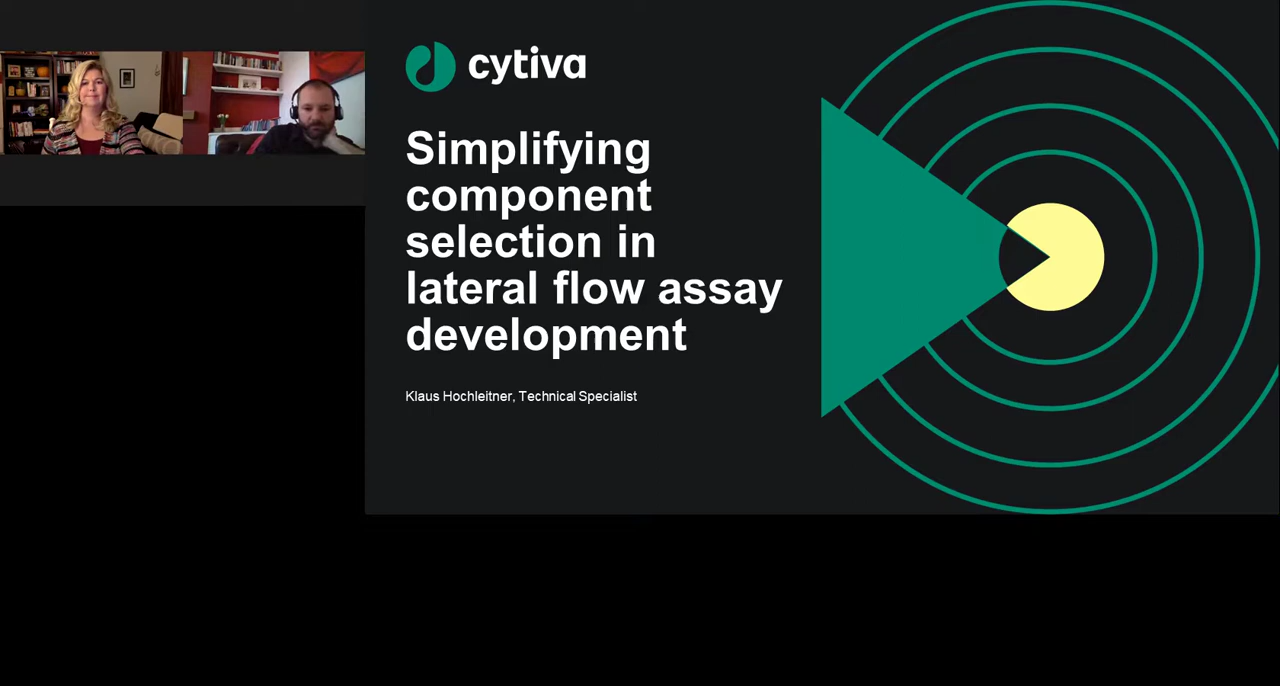 cytiva
Simplifying
component
selection in
lateral flow assay
development
Klaus Hochleitner, Technical Specialist